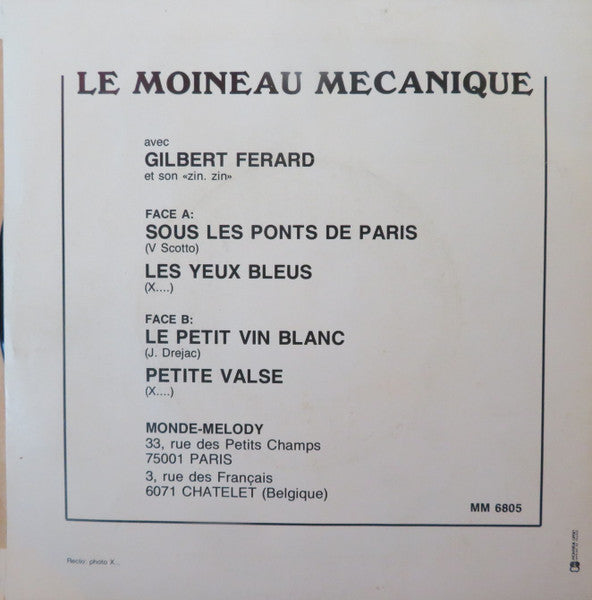 LE MOINEAU MECANIQUE
avec
GILBERT FERARD
et son «zin. zin»
FACE A:
SOUS LES PONTS DE PARIS
(V Scotto)
LES YEUX BLEUS
(X....)
FACE B:
LE PETIT VIN BLANC
(J. Drejac)
PETITE VALSE
(X....)
MONDE-MELODY
33, rue des Petits Champs
75001 PARIS
3, rue des Français
6071 CHATELET (Belgique)
MM 6805
Recto: photo X...